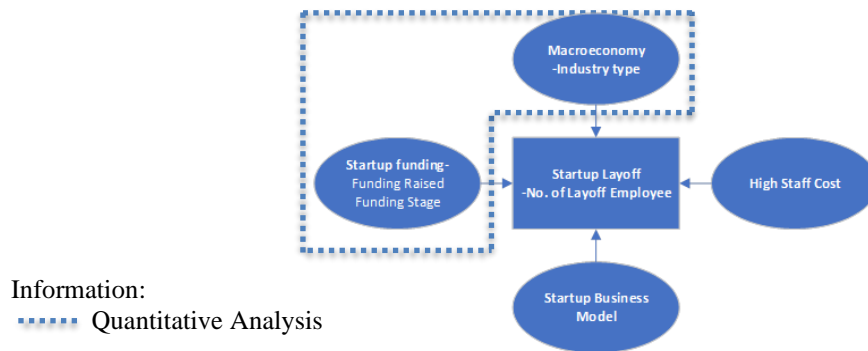 Macroeconomy
-Industry type
Startup funding-
Funding Raised
Funding Stage
Startup Layoff
-No. of Layoff Employee
High Staff Cost
Startup Business
Model
Information:
Quantitative Analysis